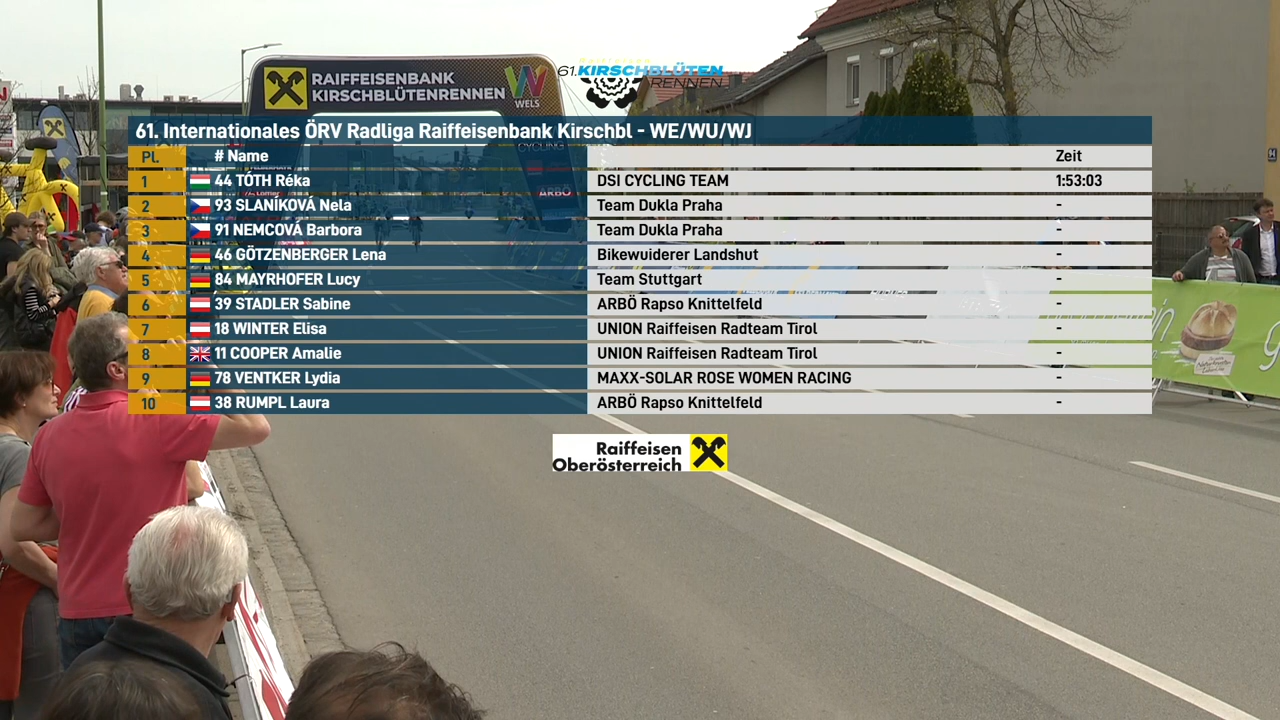 RAIFFEISENBANK
KIRSCHBLÜTENRENNEN
WELS
61.KIRSCHBLÜTEN
RENNEN
61. Internationales ÖRV Radliga Raiffeisenbank Kirschbl - WE/WU/WJ
CYCLING
ARBÖ
Pl. # Name Zeit
1 44 TÓTH Réka DSI CYCLING TEAM 1:53:03
2 93 SLANÍKOVÁ Nela Team Dukla Praha -
3 91 NEMCOVÁ Barbora Team Dukla Praha -
4 46 GÖTZENBERGER Lena Bikewuiderer Landshut -
5 84 MAYRHOFER Lucy Team Stuttgart -
6 39 STADLER Sabine ARBÖ Rapso Knittelfeld -
7 18 WINTER Elisa UNION Raiffeisen Radteam Tirol -
8 11 COOPER Amalie UNION Raiffeisen Radteam Tirol -
9 78 VENTKER Lydia MAXX-SOLAR ROSE WOMEN RACING -
10 38 RUMPL Laura ARBÖ Rapso Knittelfeld -
Raiffeisen
Oberösterreich